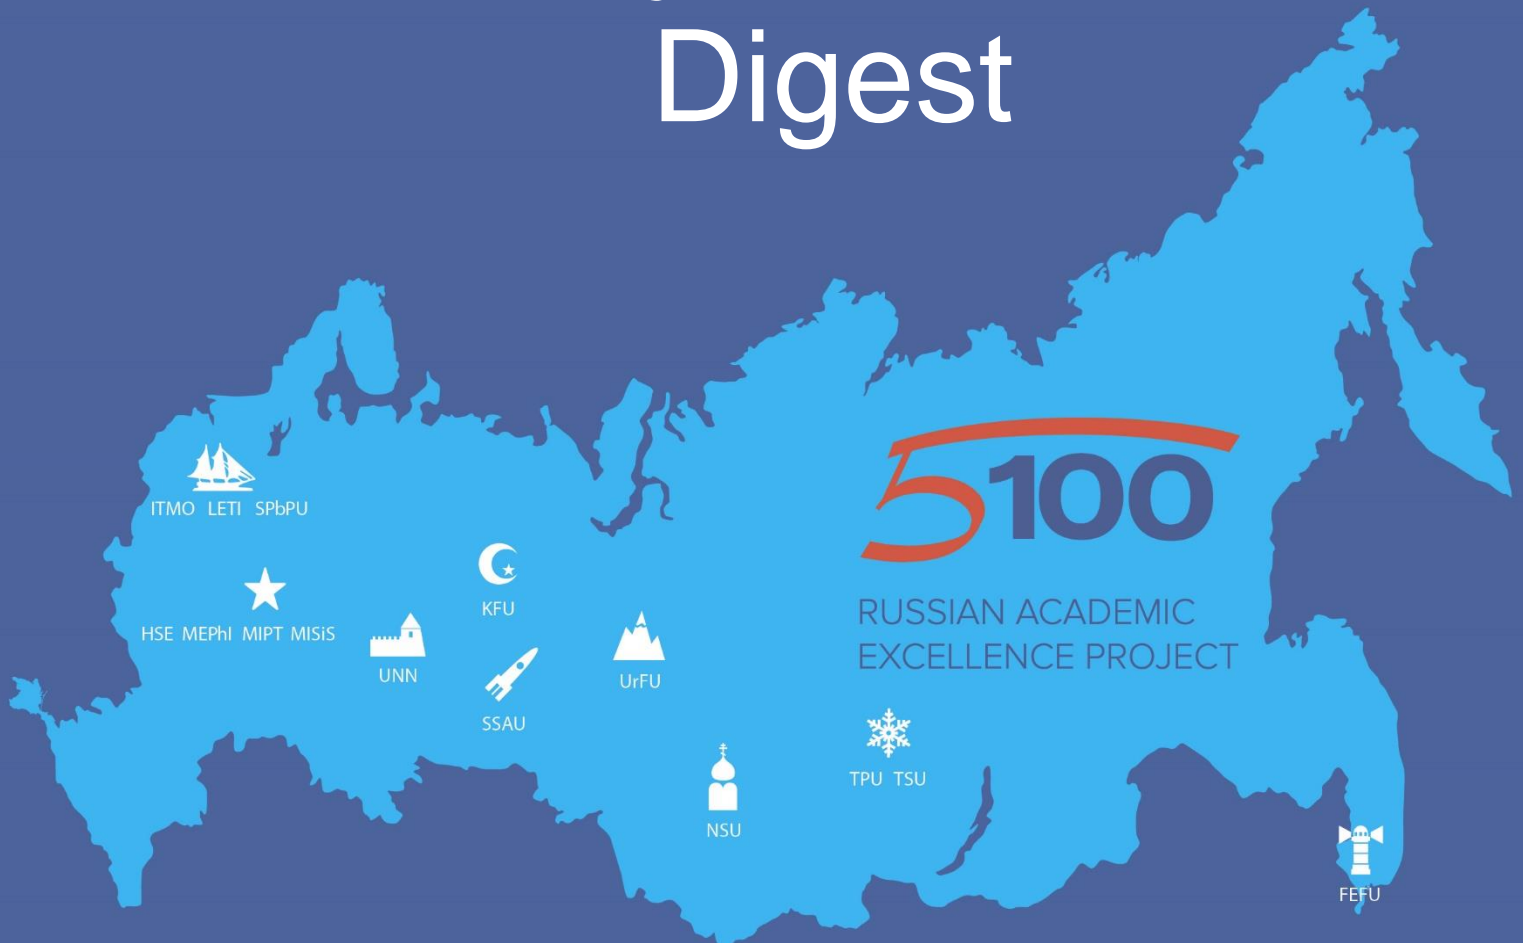 Digest
5100
RUSSIAN ACADEMIC
EXCELLENCE PROJECT
ITMO LETI SPbPU
HSE MEPhI MIPT MISiS
KFU
UNN
UrFU
SSAU
TPU TSU
NSU
FEFU